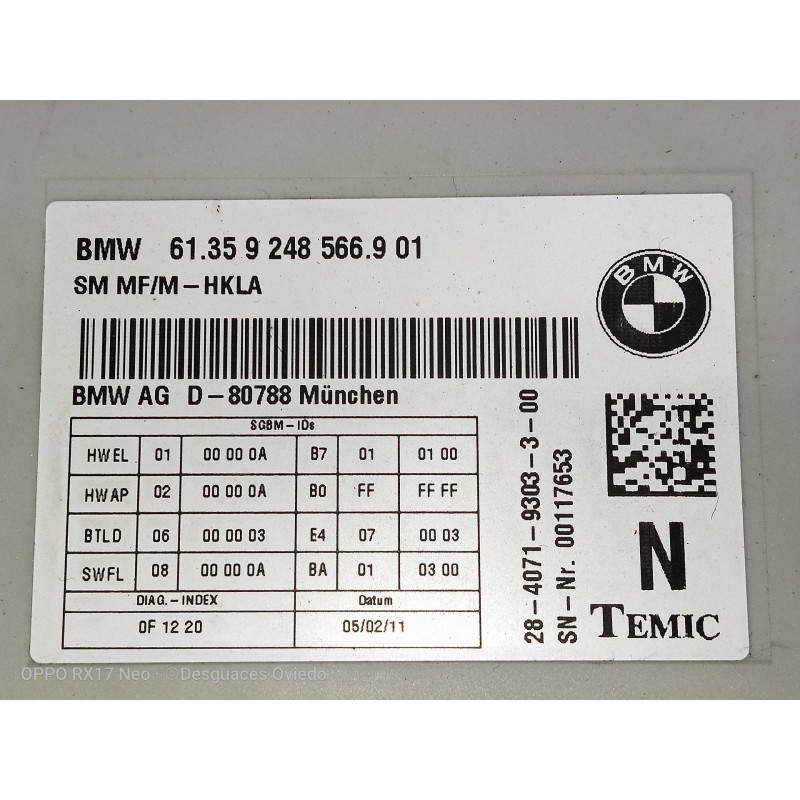 BMW 61.35 9 248 566.9 01
SM MF/M-HKLA
BMW
BMW AG D-80788 München
SGBM-IDs
HWEL 01 00 00 0A B7 01 01 00
HWAP 02 00 00 0A B0 FF FF FF
BTLD 06 00 00 03 E4 07 00 03
SWFL 08 00 00 0A BA 01 03 00
DIAG.-INDEX Datum
0F 12 20 05/02/11
28-4071-9303-3-00
SN-Nr. 00117653
N
TEMIC
OPPO RX17 Neo ©Desguaces Oviedo